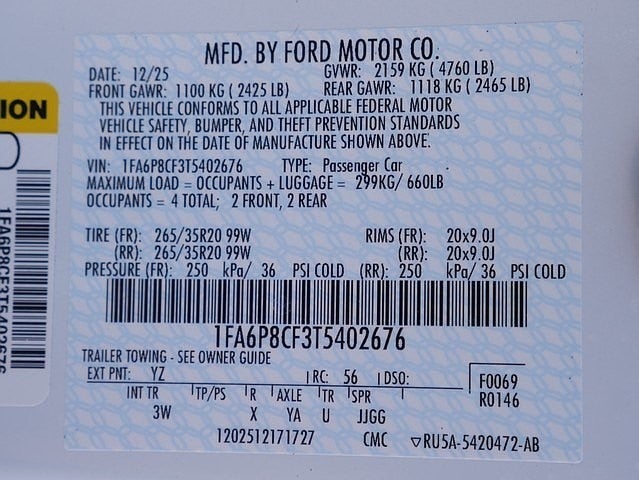 MFD. BY FORD MOTOR CO.
DATE: 12/25 GVWR: 2159 KG ( 4760 LB)
FRONT GAWR: 1100 KG ( 2425 LB) REAR GAWR: 1118 KG ( 2465 LB)
THIS VEHICLE CONFORMS TO ALL APPLICABLE FEDERAL MOTOR
VEHICLE SAFETY, BUMPER, AND THEFT PREVENTION STANDARDS
IN EFFECT ON THE DATE OF MANUFACTURE SHOWN ABOVE.
VIN: 1FA6P8CF3T5402676 TYPE: Passenger Car
MAXIMUM LOAD = OCCUPANTS + LUGGAGE = 299KG/ 660LB
OCCUPANTS = 4 TOTAL; 2 FRONT, 2 REAR
TIRE (FR): 265/35R20 99W RIMS (FR): 20x9.0J
(RR): 265/35R20 99W (RR): 20x9.0J
PRESSURE (FR): 250 kPa/ 36 PSI COLD (RR): 250 kPa/ 36 PSI COLD
1FA6P8CF3T5402676
TRAILER TOWING - SEE OWNER GUIDE
EXT PNT: YZ RC: 56 DSO: F0069
R0146
INT TR TP/PS R AXLE TR SPR
3W X YA U JJGG
1202512171727 CMC ▽RU5A-5420472-AB
ION
1FA6P8CF3T5402676